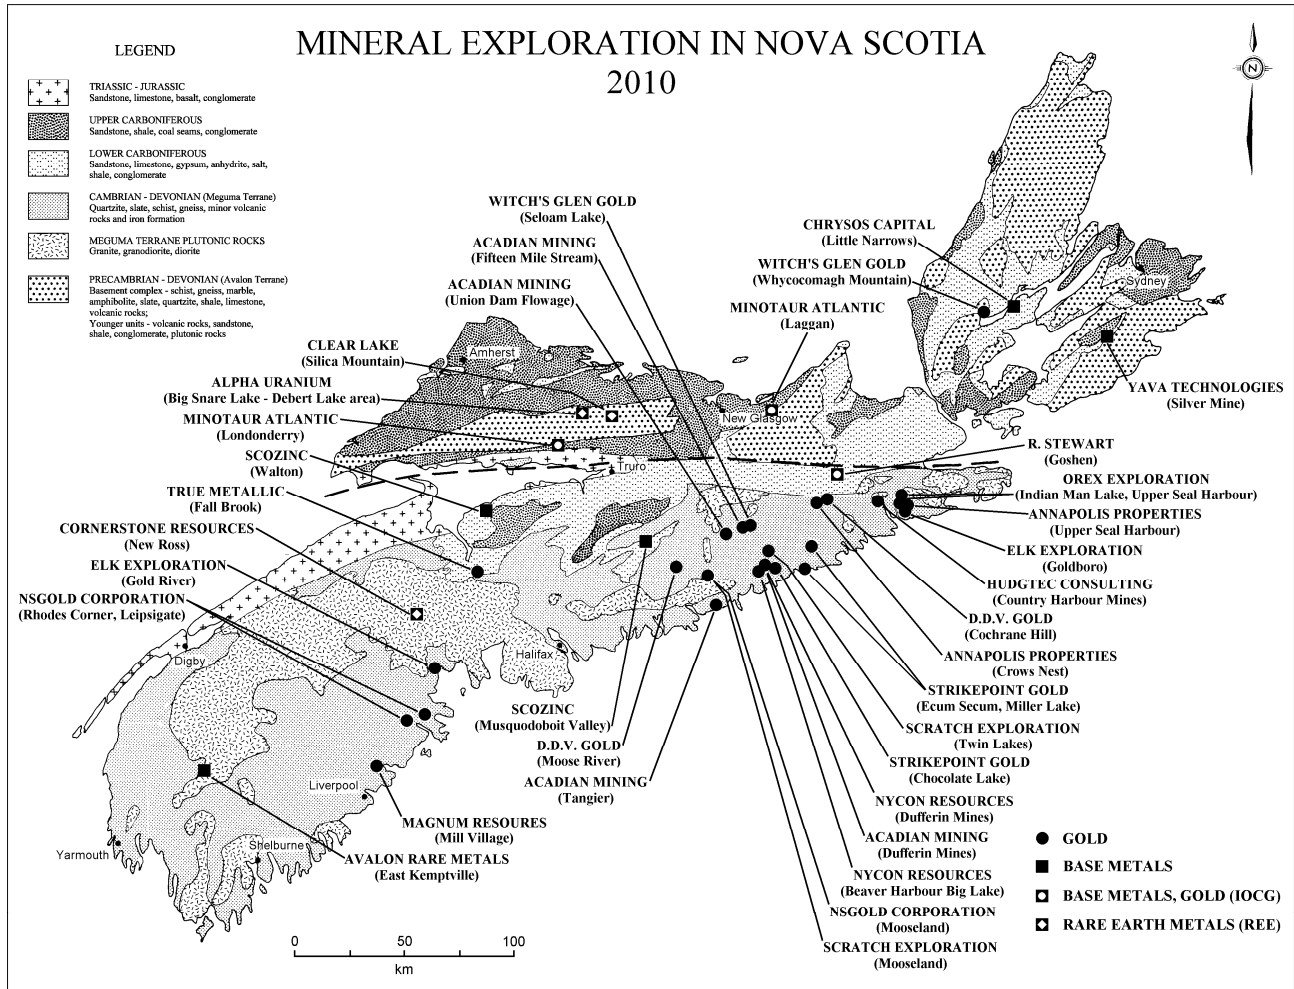 MINERAL EXPLORATION IN NOVA SCOTIA
2010
LEGEND
TRIASSIC - JURASSIC
Sandstone, limestone, basalt, conglomerate
UPPER CARBONIFEROUS
Sandstone, shale, coal seams, conglomerate
LOWER CARBONIFEROUS
Sandstone, limestone, gypsum, anhydrite, salt,
shale, conglomerate
CAMBRIAN - DEVONIAN (Meguma Terrane)
Quartzite, slate, schist, gneiss, minor volcanic
rocks and iron formation
MEGUMA TERRANE PLUTONIC ROCKS
Granite, granodiorite, diorite
PRECAMBRIAN - DEVONIAN (Avalon Terrane)
Basement complex - schist, gneiss, marble,
amphibolite, slate, quartzite, shale, limestone,
volcanic rocks;
Younger units - volcanic rocks, sandstone,
shale, conglomerate, plutonic rocks
N
WITCH'S GLEN GOLD
(Seloam Lake)
ACADIAN MINING
(Fifteen Mile Stream)
ACADIAN MINING
(Union Dam Flowage)
CHRYSOS CAPITAL
(Little Narrows)
WITCH'S GLEN GOLD
(Whycocomagh Mountain)
MINOTAUR ATLANTIC
(Laggan)
Sydney
CLEAR LAKE
(Silica Mountain)
Amherst
ALPHA URANIUM
(Big Snare Lake - Debert Lake area)
MINOTAUR ATLANTIC
(Londonderry)
SCOZINC
(Walton)
TRUE METALLIC
(Fall Brook)
CORNERSTONE RESOURCES
(New Ross)
ELK EXPLORATION
(Gold River)
NSGOLD CORPORATION
(Rhodes Corner, Leipsigate)
New Glasgow
Truro
YAVA TECHNOLOGIES
(Silver Mine)
R. STEWART
(Goshen)
OREX EXPLORATION
(Indian Man Lake, Upper Seal Harbour)
ANNAPOLIS PROPERTIES
(Upper Seal Harbour)
ELK EXPLORATION
(Goldboro)
HUDGTEC CONSULTING
(Country Harbour Mines)
D.D.V. GOLD
(Cochrane Hill)
ANNAPOLIS PROPERTIES
(Crows Nest)
STRIKEPOINT GOLD
(Ecum Secum, Miller Lake)
SCRATCH EXPLORATION
(Twin Lakes)
STRIKEPOINT GOLD
(Chocolate Lake)
NYCON RESOURCES
(Dufferin Mines)
ACADIAN MINING
(Dufferin Mines)
NYCON RESOURCES
(Beaver Harbour Big Lake)
NSGOLD CORPORATION
(Mooseland)
SCRATCH EXPLORATION
(Mooseland)
Digby
Halifax
SCOZINC
(Musquodoboit Valley)
D.D.V. GOLD
(Moose River)
ACADIAN MINING
(Tangier)
Liverpool
MAGNUM RESOURES
(Mill Village)
Shelburne
AVALON RARE METALS
(East Kemptville)
Yarmouth
GOLD
BASE METALS
BASE METALS, GOLD (IOCG)
RARE EARTH METALS (REE)
0 50 100
km